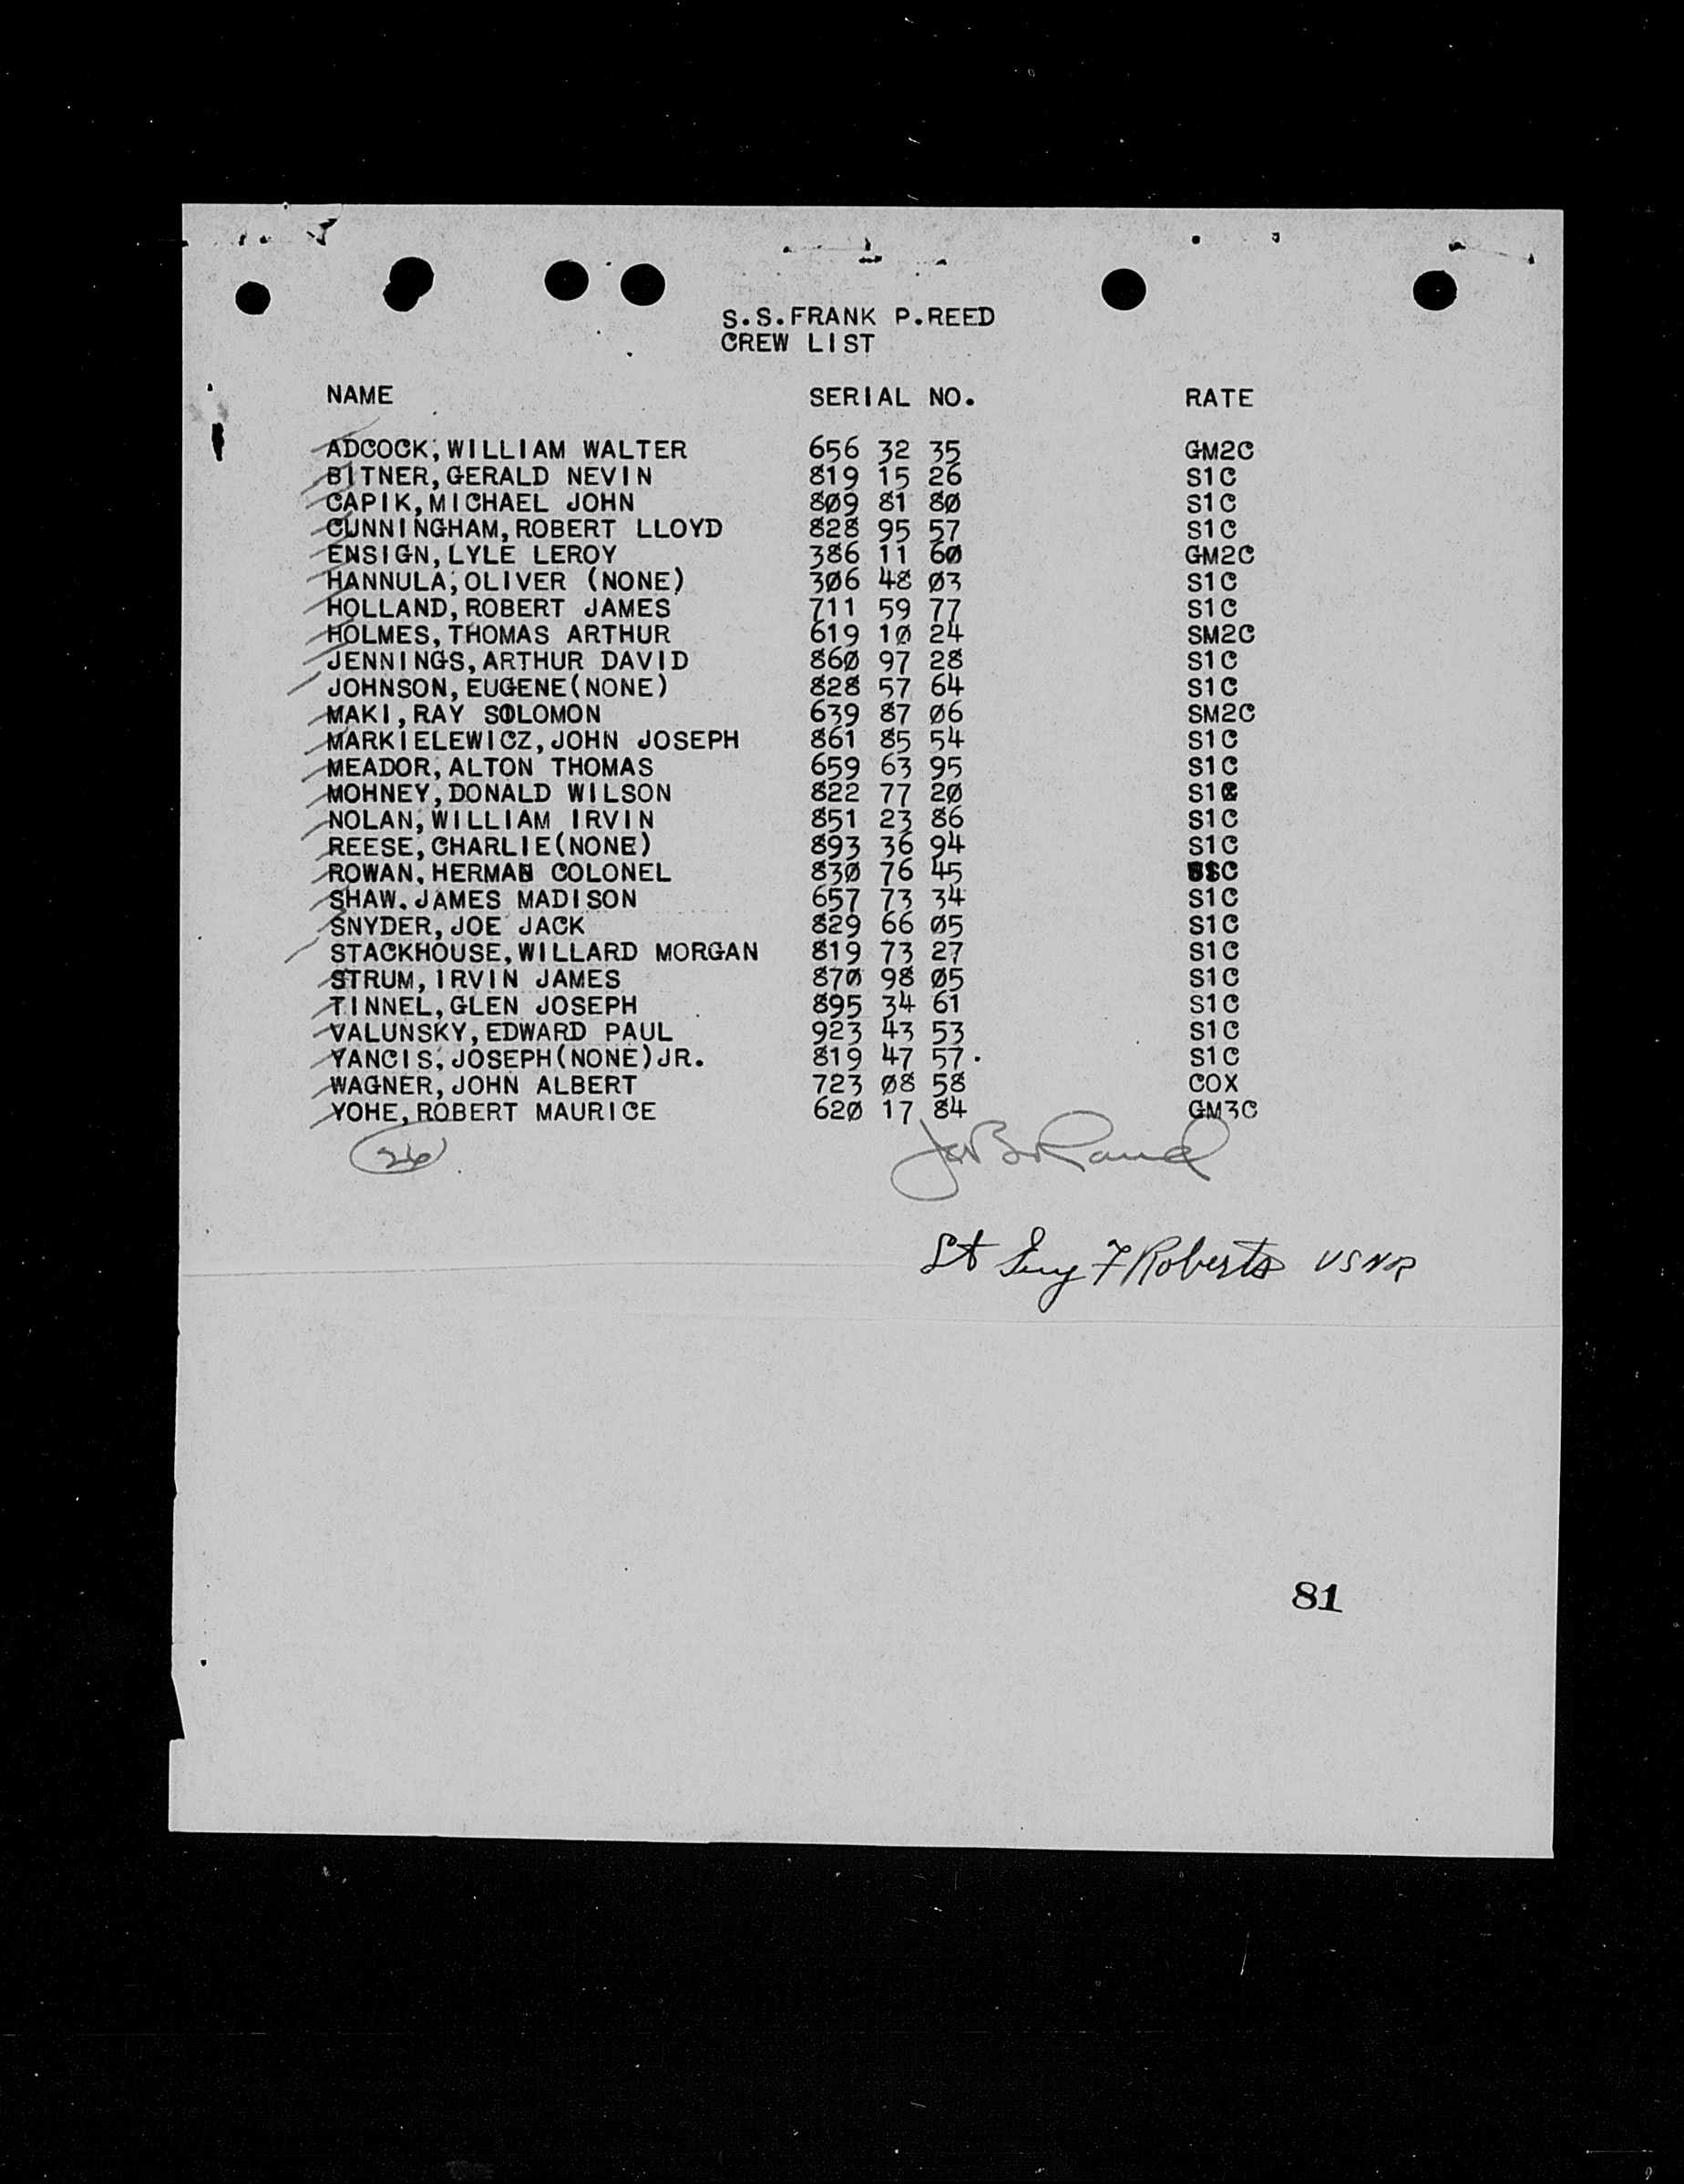 S.S.FRANK P.REED
CREW LIST
NAME SERIAL NO. RATE
ADCOCK, WILLIAM WALTER 656 32 35 GM2C
BITNER, GERALD NEVIN 819 15 26 S1C
CAPIK, MICHAEL JOHN 809 81 80 S1C
CUNNINGHAM, ROBERT LLOYD 828 95 57 S1C
ENSIGN, LYLE LEROY 386 11 60 GM2C
HANNULA, OLIVER (NONE) 306 48 03 S1C
HOLLAND, ROBERT JAMES 711 59 77 S1C
HOLMES, THOMAS ARTHUR 619 10 24 SM2C
JENNINGS, ARTHUR DAVID 860 97 28 S1C
JOHNSON, EUGENE(NONE) 828 57 64 S1C
MAKI, RAY SOLOMON 639 87 06 SM2C
MARKIELEWICZ, JOHN JOSEPH 861 85 54 S1C
MEADOR, ALTON THOMAS 659 63 95 S1C
MOHNEY, DONALD WILSON 822 77 20 S1C
NOLAN, WILLIAM IRVIN 851 23 86 S1C
REESE, CHARLIE(NONE) 893 36 94 S1C
ROWAN, HERMAN COLONEL 830 76 45
SHAW. JAMES MADISON 657 73 34 S1C
SNYDER, JOE JACK 829 66 05 S1C
STACKHOUSE, WILLARD MORGAN 819 73 27 S1C
STRUM, IRVIN JAMES 870 98 05 S1C
TINNEL, GLEN JOSEPH 895 34 61 S1C
VALUNSKY, EDWARD PAUL 923 43 53 S1C
YANCIS, JOSEPH(NONE)JR. 819 47 57. S1C
WAGNER, JOHN ALBERT 723 08 58 COX
YOHE, ROBERT MAURICE 620 17 84 GM3C
26
Lt F Roberts USNR
81